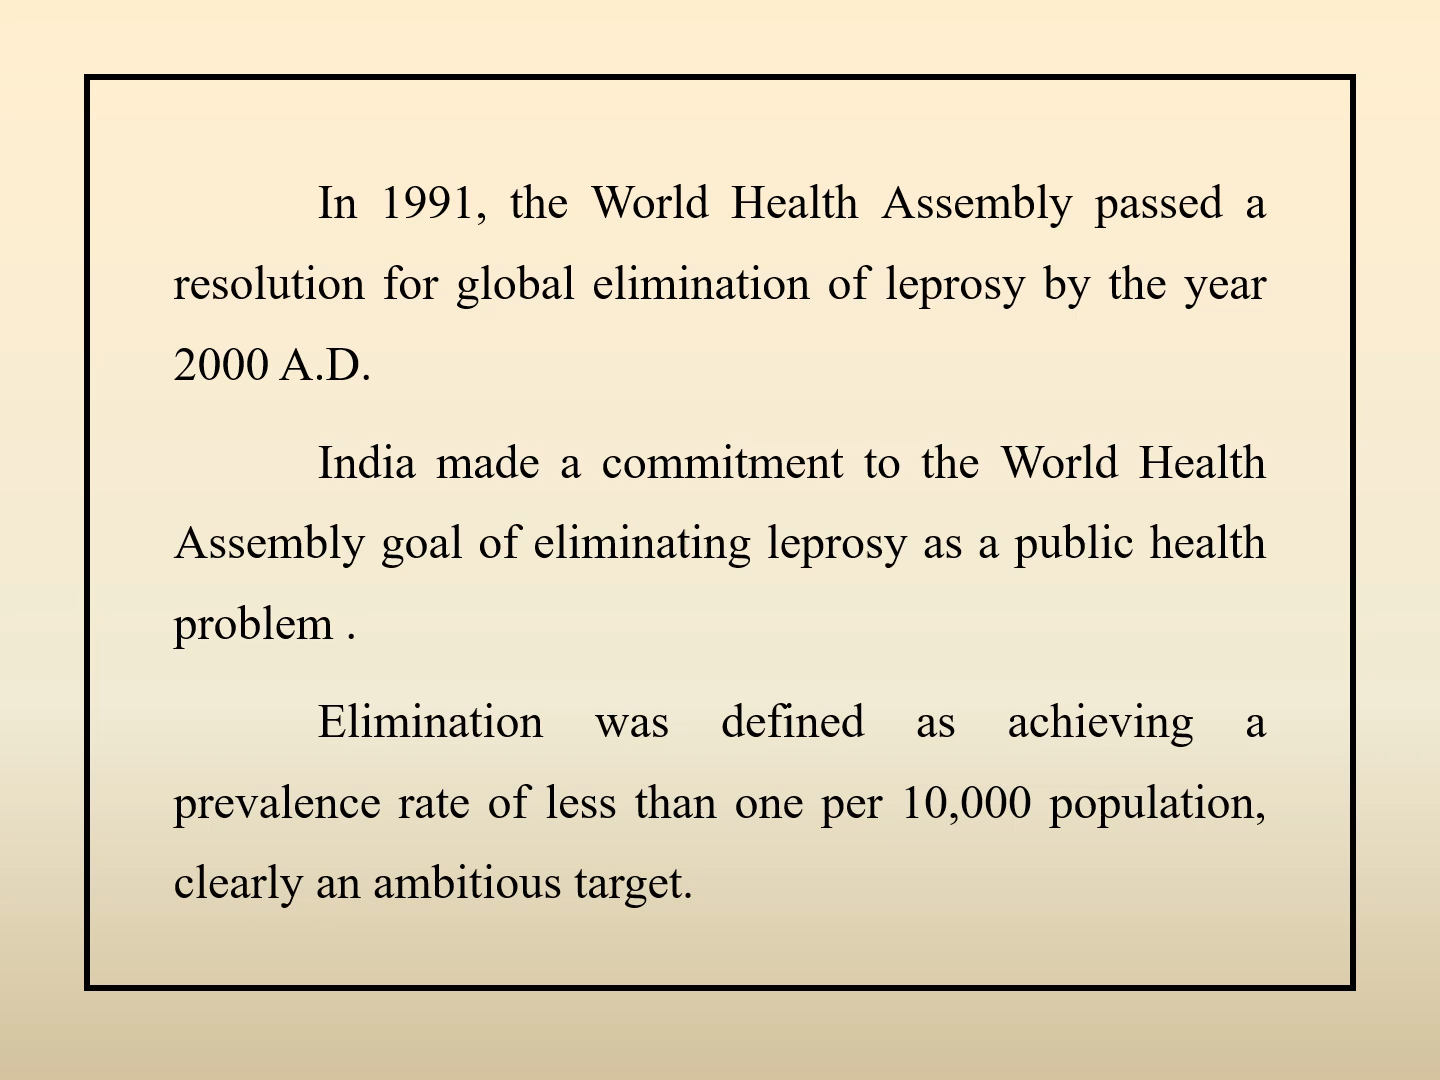 In 1991, the World Health Assembly passed a
resolution for global elimination of leprosy by the year
2000 A.D.
India made a commitment to the World Health
Assembly goal of eliminating leprosy as a public health
problem .
Elimination was defined as achieving a
prevalence rate of less than one per 10,000 population,
clearly an ambitious target.